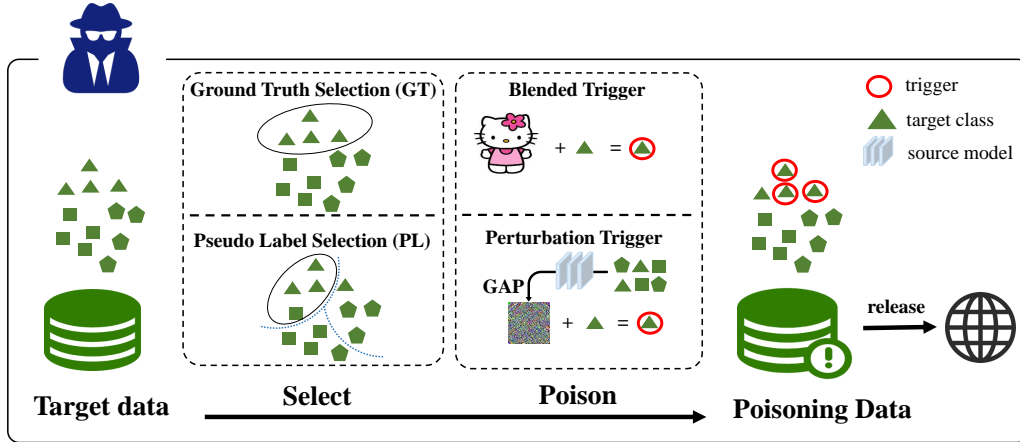 Ground Truth Selection (GT)
Pseudo Label Selection (PL)
Blended Trigger
+ =
Perturbation Trigger
GAP
+ =
trigger
target class
source model
release
Target data
Select
Poison
Poisoning Data